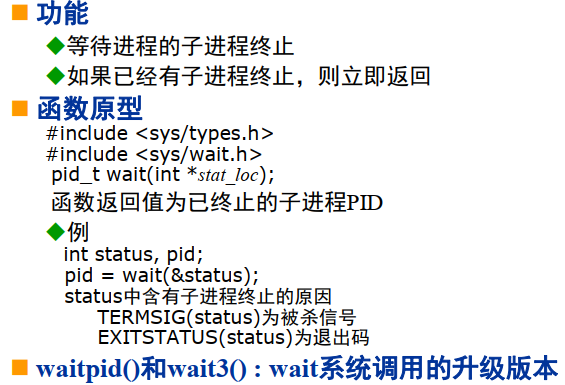 功能
等待进程的子进程终止
如果已经有子进程终止，则立即返回
函数原型
#include <sys/types.h>
#include <sys/wait.h>
pid_t wait(int *stat_loc);
函数返回值为已终止的子进程PID
例
int status, pid;
pid = wait(&status);
status中含有子进程终止的原因
TERMSIG(status)为被杀信号
EXITSTATUS(status)为退出码
waitpid()和wait3() : wait系统调用的升级版本